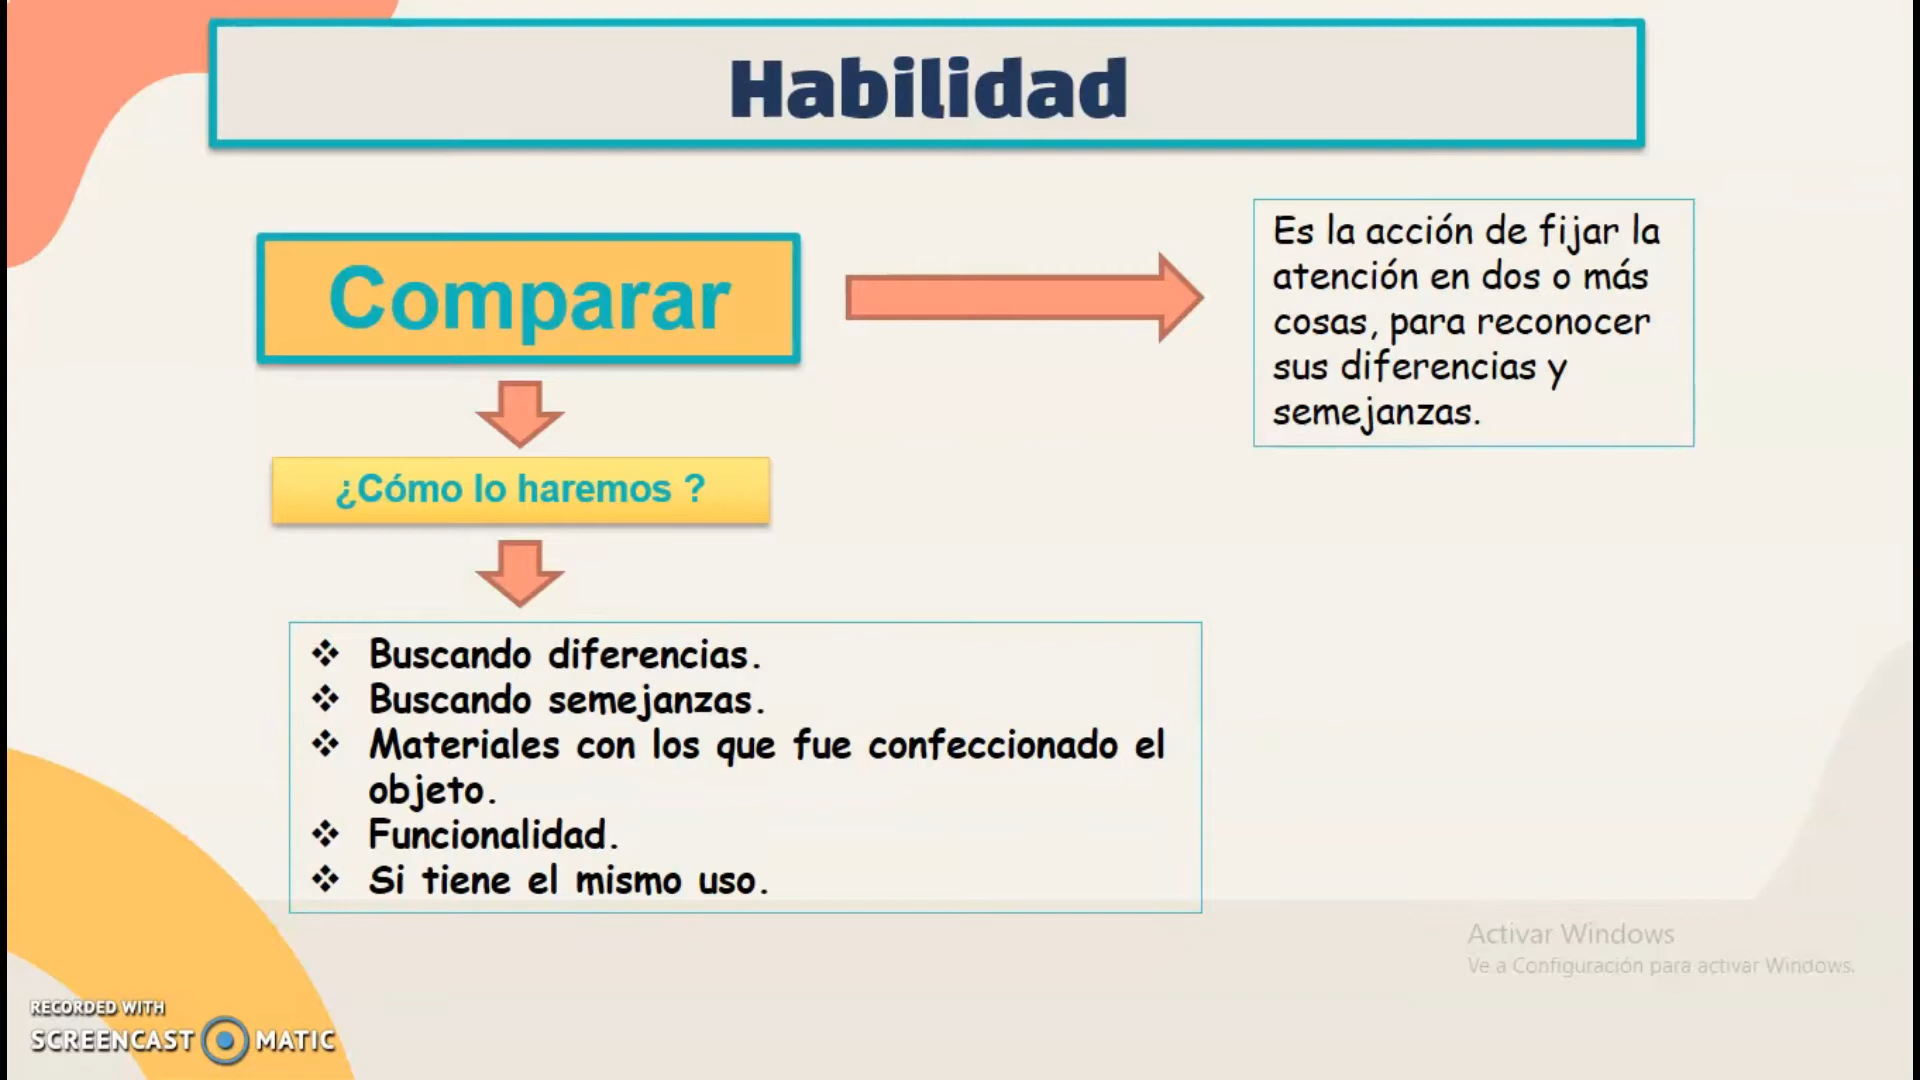 Habilidad
Comparar
Es la acción de fijar la
atención en dos o más
cosas, para reconocer
sus diferencias y
semejanzas.
¿Cómo lo haremos ?
❖ Buscando diferencias.
❖ Buscando semejanzas.
❖ Materiales con los que fue confeccionado el
objeto.
❖ Funcionalidad.
❖ Si tiene el mismo uso.
Activar Windows
Ve a Configuración para activar Windows.
RECORDED WITH
SCREENCAST MATIC